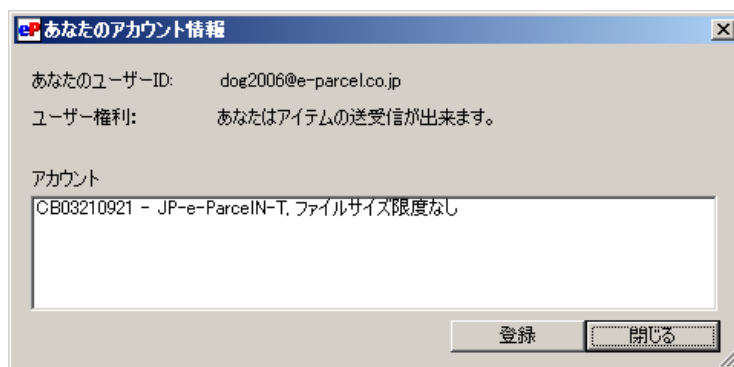 eP あなたのアカウント情報
あなたのユーザーID: dog2006@e-parcel.co.jp
ユーザー権利: あなたはアイテムの送受信が出来ます。
アカウント
CB03210921 - JP-e-ParcelN-T, ファイルサイズ限度なし
登録 閉じる